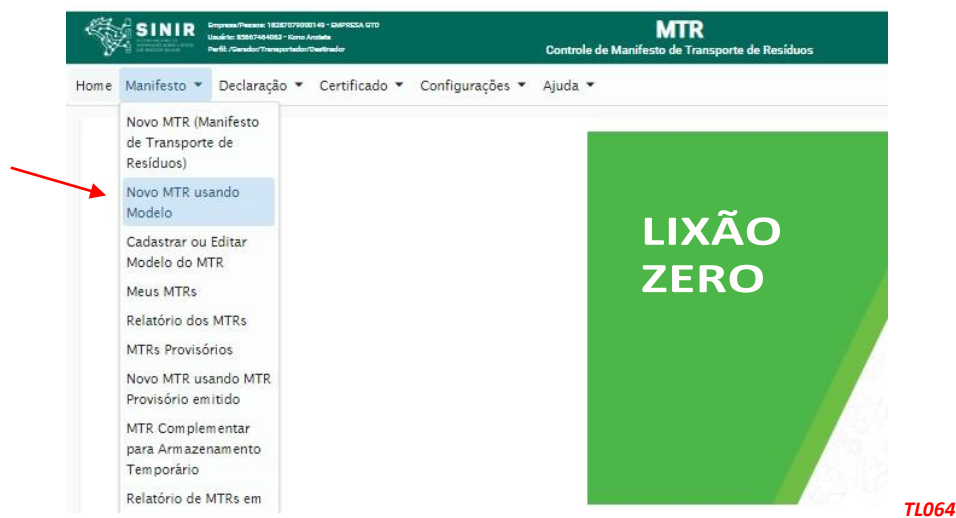 SINIR
Empresa/Pessoa: 18287079000149 - EMPRESA GTD
Usuário: 83667464063 - Kono Anzleta
Perfil: /Gerador/Transportador/Destinador
MTR
Controle de Manifesto de Transporte de Resíduos
Home Manifesto Declaração Certificado Configurações Ajuda
Novo MTR (Manifesto
de Transporte de
Resíduos)
Novo MTR usando
Modelo
Cadastrar ou Editar
Modelo do MTR
Meus MTRs
Relatório dos MTRs
MTRs Provisórios
Novo MTR usando MTR
Provisório emitido
MTR Complementar
para Armazenamento
Temporário
Relatório de MTRs em
LIXÃO
ZERO
TL064